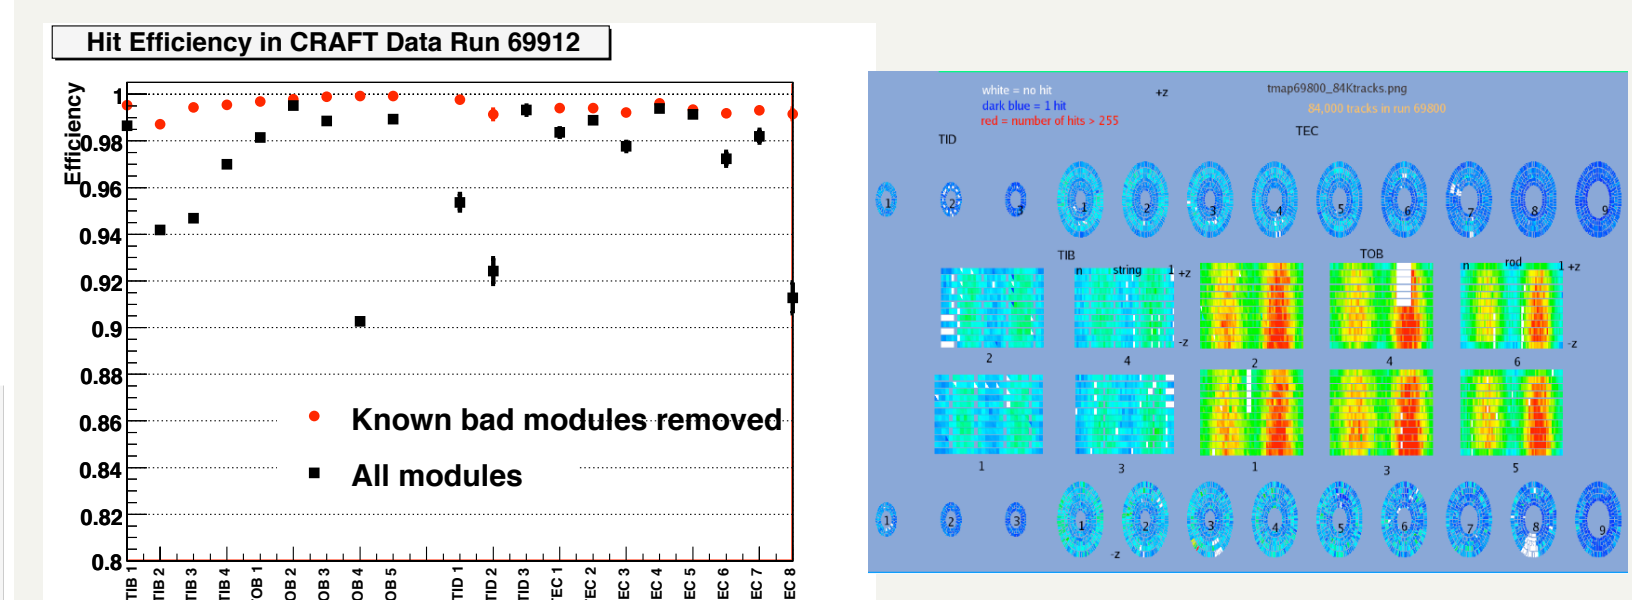 Hit Efficiency in CRAFT Data Run 69912
Efficiency
1
0.98
0.96
0.94
0.92
0.9
0.88
0.86
0.84
0.82
0.8
Known bad modules removed
All modules
TIB 1
TIB 2
TIB 3
TIB 4
OB 1
OB 2
OB 3
OB 4
OB 5
TID 1
TID 2
TID 3
TEC 1
EC 2
EC 3
EC 4
EC 5
EC 6
EC 7
EC 8
white = no hit
dark blue = 1 hit
red = number of hits > 255
+z
tmap69800_84Ktracks.png
84,000 tracks in run 69800
TID
TEC
1 2 3 1 2 3 4 5 6 7 8 9
TIB
TOB
n string 1 +z
n rod 1 +z
-z
-z
2 4 2 4 6
1 3 1 3 5
1 2 3 1 2 3 4 5 6 7 8 9
-z